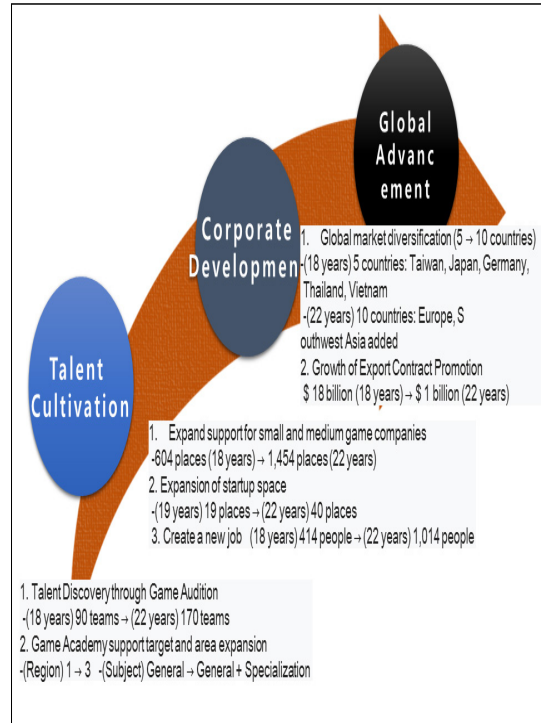 Global
Advanc
ement
1. Global market diversification (5 → 10 countries)
-(18 years) 5 countries: Taiwan, Japan, Germany,
Thailand, Vietnam
-(22 years) 10 countries: Europe, S
outhwest Asia added
2. Growth of Export Contract Promotion
$ 18 billion (18 years) → $ 1 billion (22 years)
Corporate
Developmen
1. Expand support for small and medium game companies
-604 places (18 years) → 1,454 places (22 years)
2. Expansion of startup space
-(19 years) 19 places → (22 years) 40 places
3. Create a new job (18 years) 414 people → (22 years) 1,014 people
Talent
Cultivation
1. Talent Discovery through Game Audition
-(18 years) 90 teams → (22 years) 170 teams
2. Game Academy support target and area expansion
-(Region) 1 → 3 -(Subject) General → General + Specialization